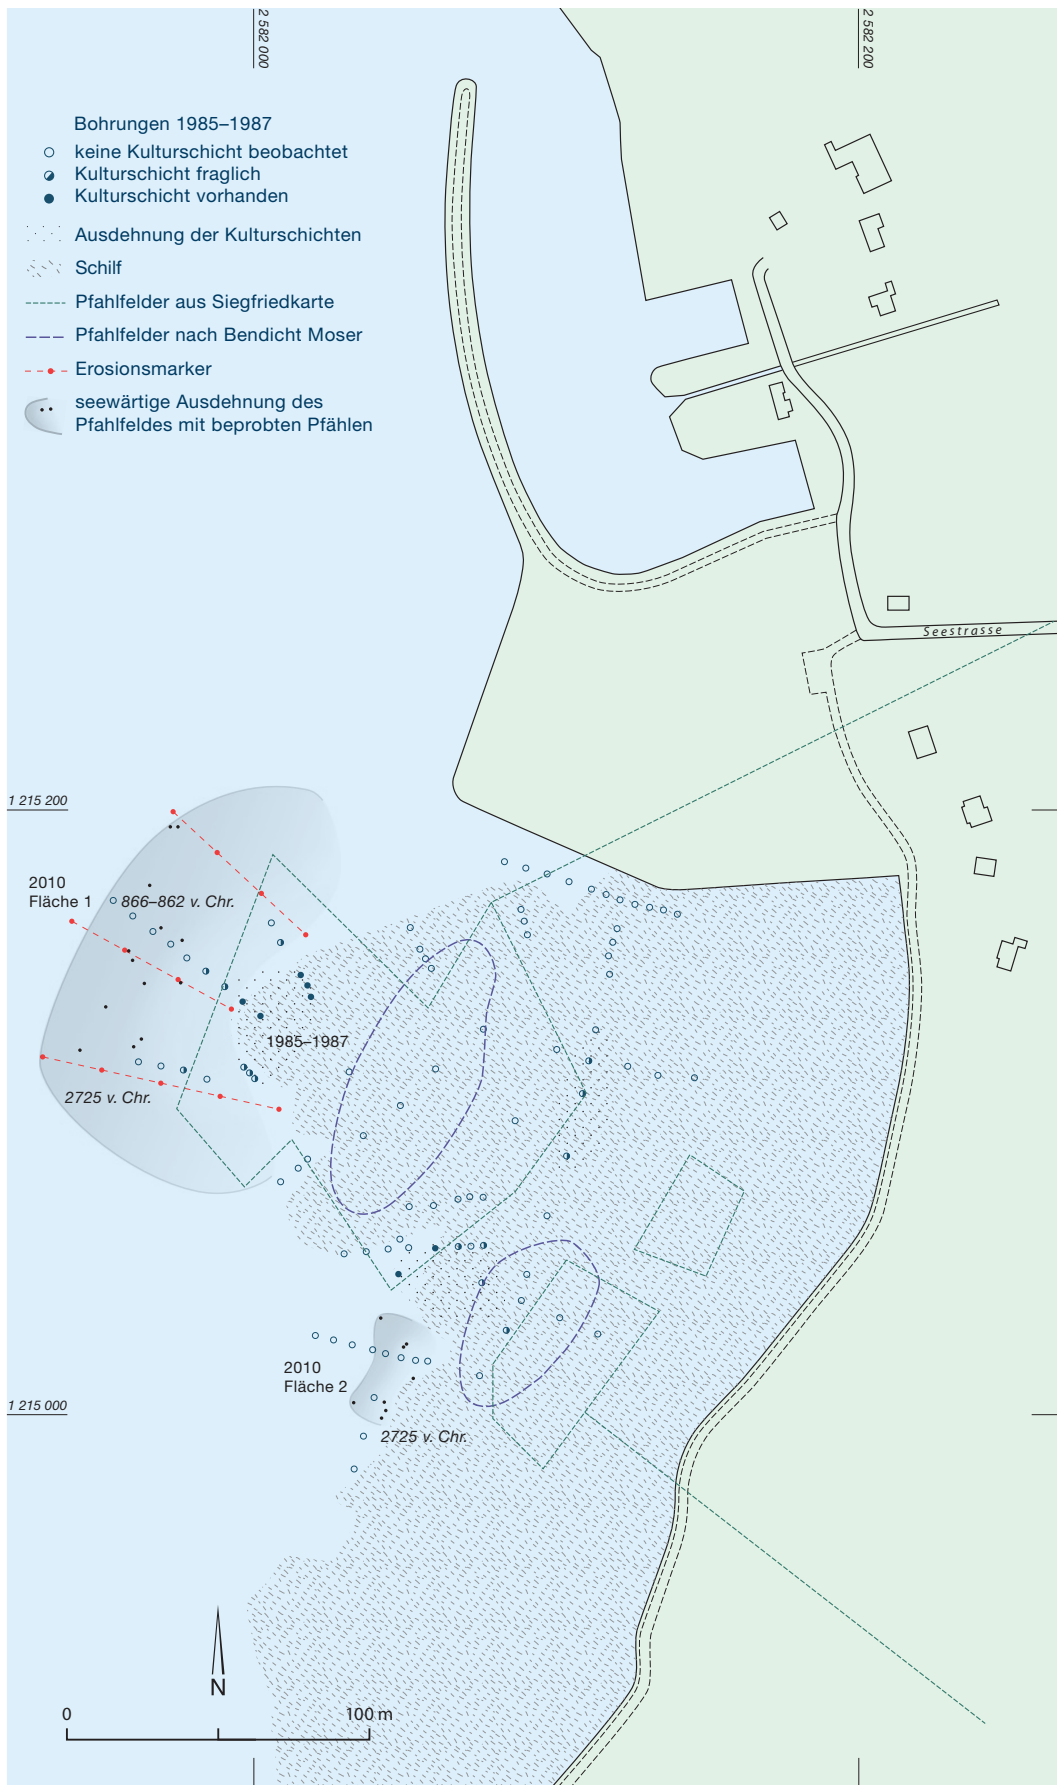 2 582 000
2 582 200
Bohrungen 1985–1987
keine Kulturschicht beobachtet
Kulturschicht fraglich
Kulturschicht vorhanden
Ausdehnung der Kulturschichten
Schilf
Pfahlfelder aus Siegfriedkarte
Pfahlfelder nach Bendicht Moser
Erosionsmarker
seewärtige Ausdehnung des
Pfahlfeldes mit beprobten Pfählen
Seestrasse
1 215 200
2010
Fläche 1
866–862 v. Chr.
1985–1987
2725 v. Chr.
2010
Fläche 2
1 215 000
2725 v. Chr.
N
0
100 m